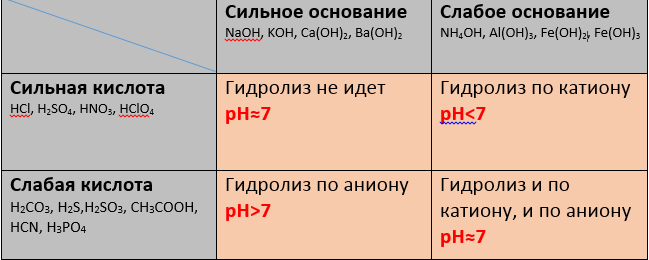 Сильное основание
NaOH, KOH, Ca(OH)₂, Ba(OH)₂
Слабое основание
NH₄OH, Al(OH)₃, Fe(OH)₂, Fe(OH)₃
Сильная кислота
HCl, H₂SO₄, HNO₃, HClO₄
Гидролиз не идет
pH≈7
Гидролиз по катиону
pH<7
Слабая кислота
H₂CO₃, H₂S,H₂SO₃, CH₃COOH,
HCN, H₃PO₄
Гидролиз по аниону
pH>7
Гидролиз и по
катиону, и по аниону
pH≈7